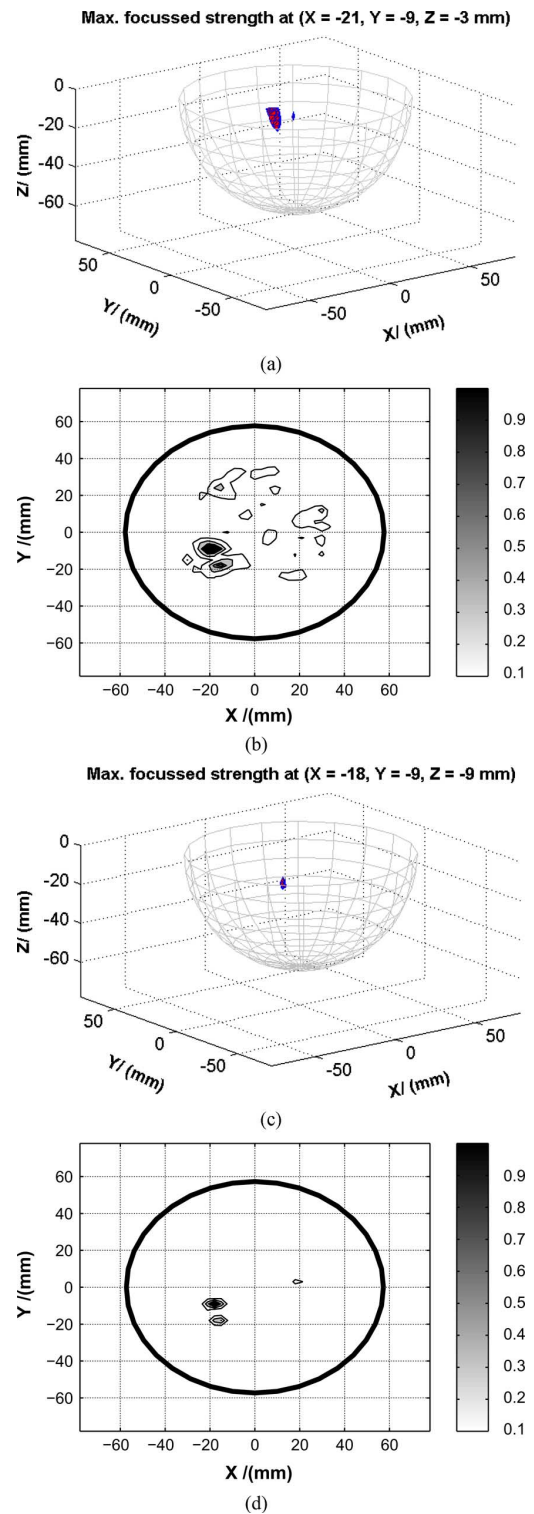 Max. focussed strength at (X = -21, Y = -9, Z = -3 mm)
0
-20
-40
-60
Z/ (mm)
50
0
-50
Y/ (mm)
-50
0
50
X/ (mm)
(a)
60
40
20
0
−20
−40
−60
Y /(mm)
−60 −40 −20 0 20 40 60
X /(mm)
0.9
0.8
0.7
0.6
0.5
0.4
0.3
0.2
0.1
(b)
Max. focussed strength at (X = -18, Y = -9, Z = -9 mm)
0
-20
-40
-60
Z/ (mm)
50
0
-50
Y/ (mm)
-50
0
50
X/ (mm)
(c)
60
40
20
0
−20
−40
−60
Y /(mm)
−60 −40 −20 0 20 40 60
X /(mm)
0.9
0.8
0.7
0.6
0.5
0.4
0.3
0.2
0.1
(d)